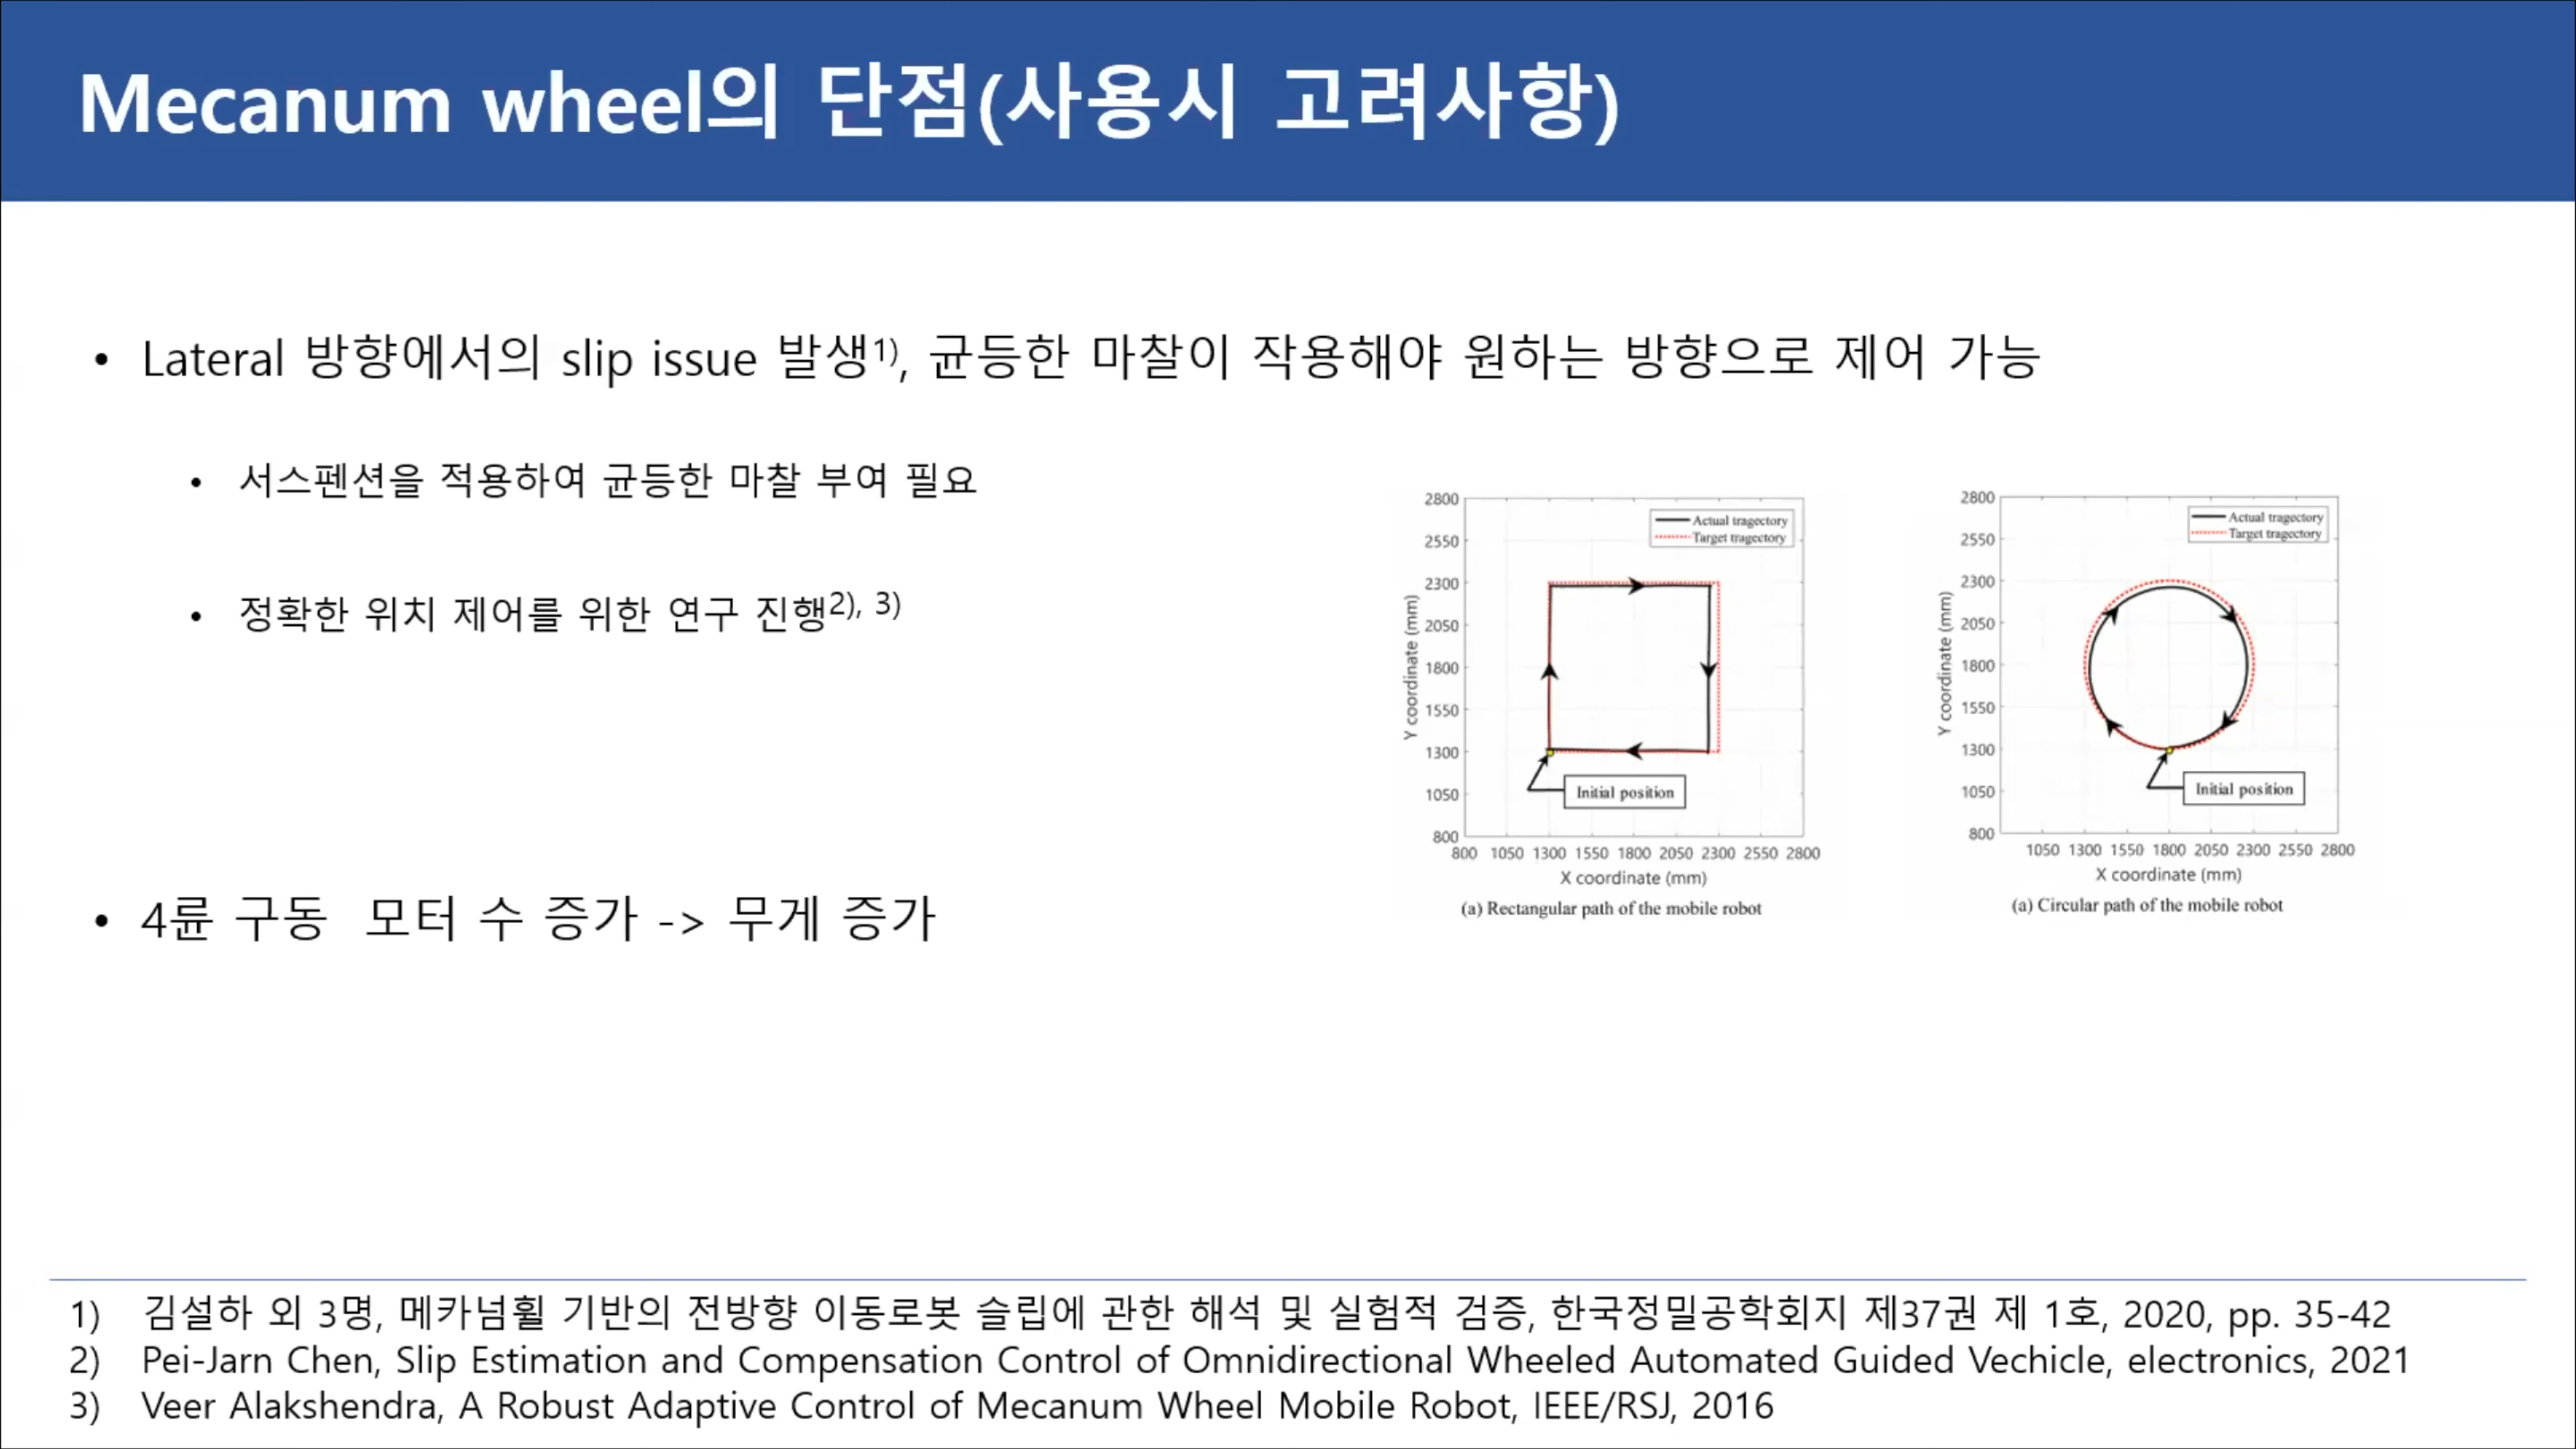 Mecanum wheel의 단점(사용시 고려사항)
• Lateral 방향에서의 slip issue 발생1), 균등한 마찰이 작용해야 원하는 방향으로 제어 가능
• 서스펜션을 적용하여 균등한 마찰 부여 필요
• 정확한 위치 제어를 위한 연구 진행2), 3)
• 4륜 구동 모터 수 증가 -> 무게 증가
Actual tragectory
Target tragectory
2800
2550
2300
2050
1800
1550
1300
1050
800
Y coordinate (mm)
Initial position
800 1050 1300 1550 1800 2050 2300 2550 2800
X coordinate (mm)
(a) Rectangular path of the mobile robot
Actual tragectory
Target tragectory
2800
2550
2300
2050
1800
1550
1300
1050
800
Y coordinate (mm)
Initial position
1050 1300 1550 1800 2050 2300 2550 2800
X coordinate (mm)
(a) Circular path of the mobile robot
1) 김설하 외 3명, 메카넘휠 기반의 전방향 이동로봇 슬립에 관한 해석 및 실험적 검증, 한국정밀공학회지 제37권 제 1호, 2020, pp. 35-42
2) Pei-Jarn Chen, Slip Estimation and Compensation Control of Omnidirectional Wheeled Automated Guided Vechicle, electronics, 2021
3) Veer Alakshendra, A Robust Adaptive Control of Mecanum Wheel Mobile Robot, IEEE/RSJ, 2016